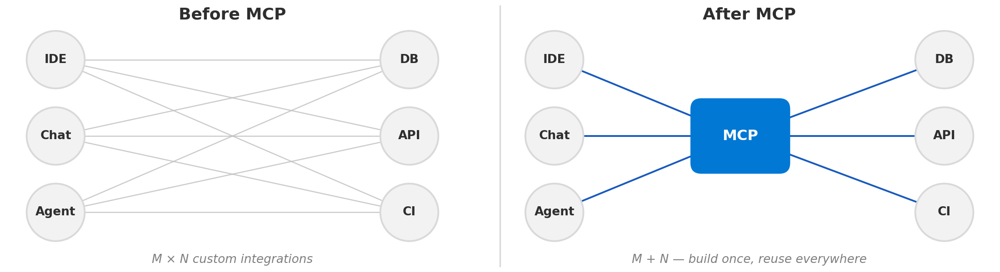 Before MCP
IDE
DB
Chat
API
Agent
CI
M × N custom integrations
After MCP
IDE
DB
Chat
MCP
API
Agent
CI
M + N — build once, reuse everywhere